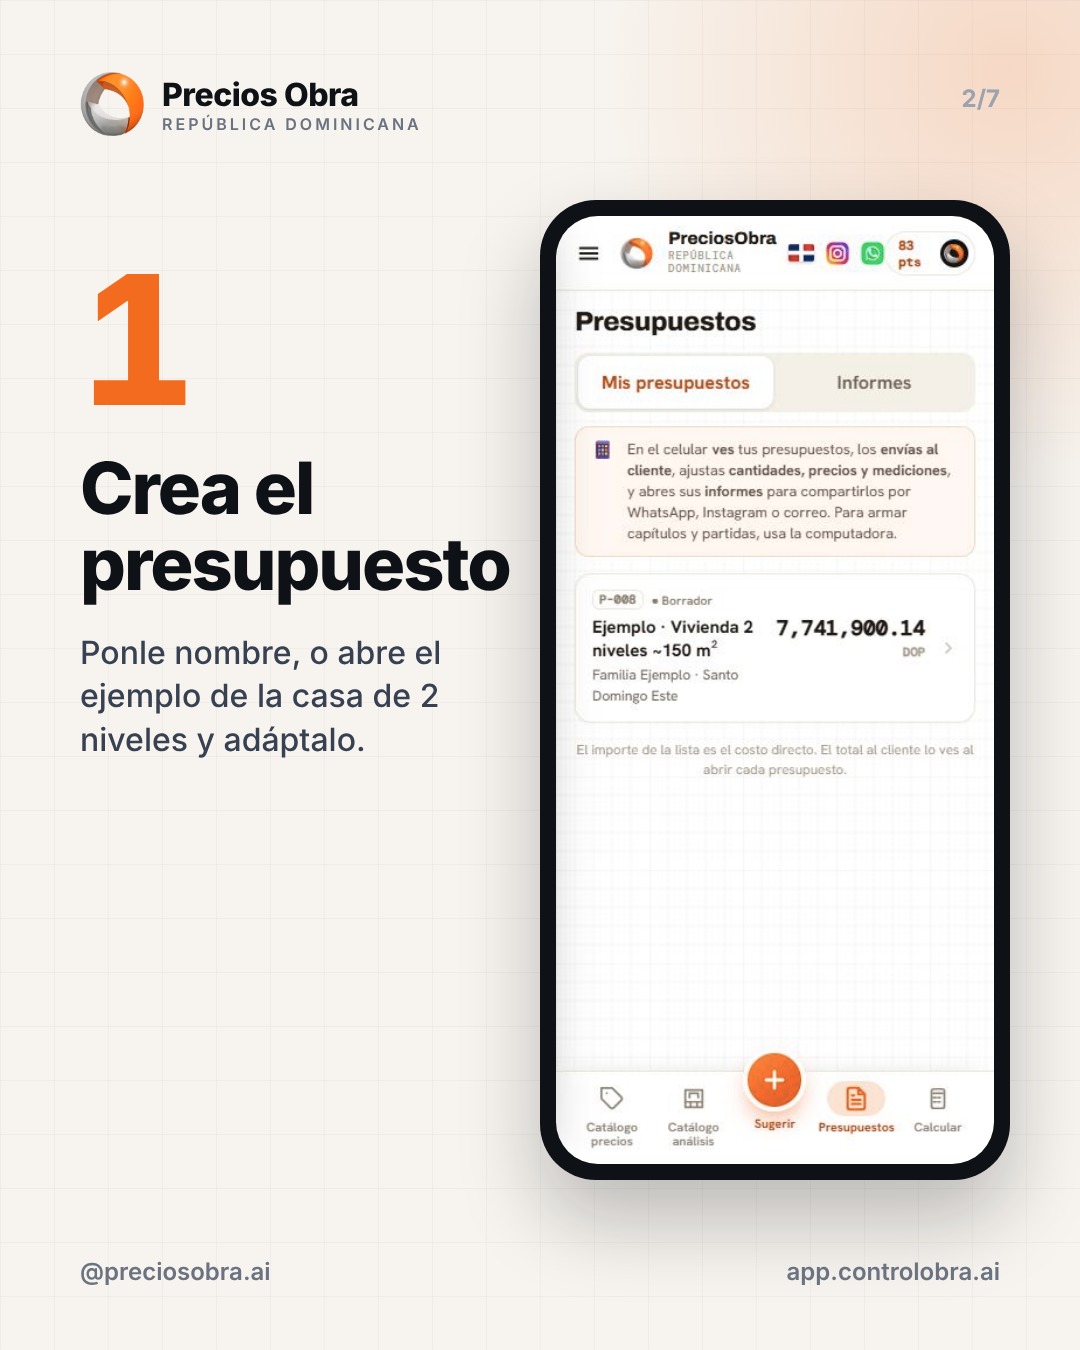 Precios Obra
REPÚBLICA DOMINICANA
2/7
1
Crea el
presupuesto
Ponle nombre, o abre el
ejemplo de la casa de 2
niveles y adáptalo.
PreciosObra
REPÚBLICA
DOMINICANA
83
pts
Presupuestos
Mis presupuestos
Informes
En el celular ves tus presupuestos, los envías al
cliente, ajustas cantidades, precios y mediciones,
y abres sus informes para compartirlos por
WhatsApp, Instagram o correo. Para armar
capítulos y partidas, usa la computadora.
P-008 • Borrador
Ejemplo · Vivienda 2
niveles ~150 m²
7,741,900.14
DOP
Familia Ejemplo · Santo
Domingo Este
El importe de la lista es el costo directo. El total al cliente lo ves al
abrir cada presupuesto.
Catálogo
precios
Catálogo
análisis
Sugerir
Presupuestos
Calcular
@preciosobra.ai
app.controlobra.ai